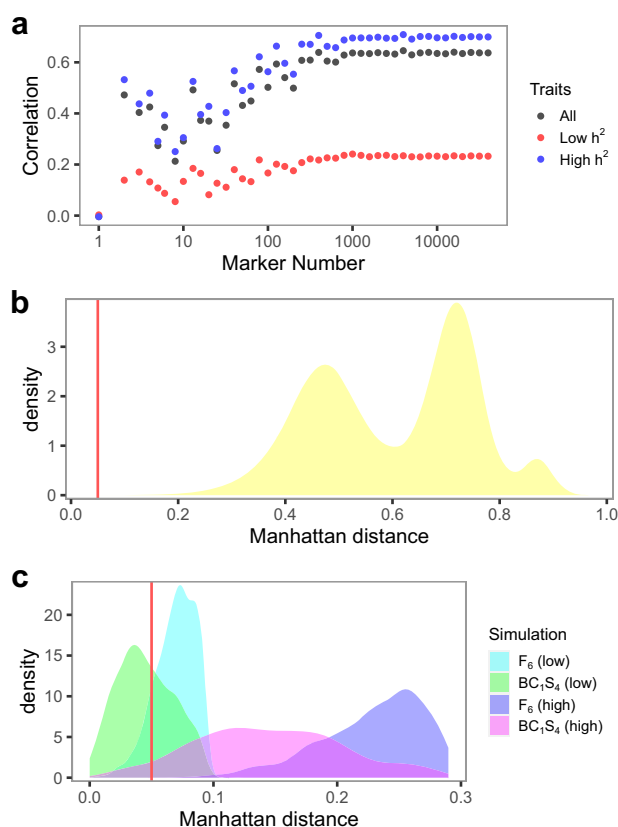 a
Correlation
0.6
0.4
0.2
0.0
1
10
100
1000
10000
Marker Number
Traits
All
Low h²
High h²
b
density
3
2
1
0
0.0
0.2
0.4
0.6
0.8
1.0
Manhattan distance
c
density
20
15
10
5
0
0.0
0.1
0.2
0.3
Manhattan distance
Simulation
F₆ (low)
BC₁S₄ (low)
F₆ (high)
BC₁S₄ (high)